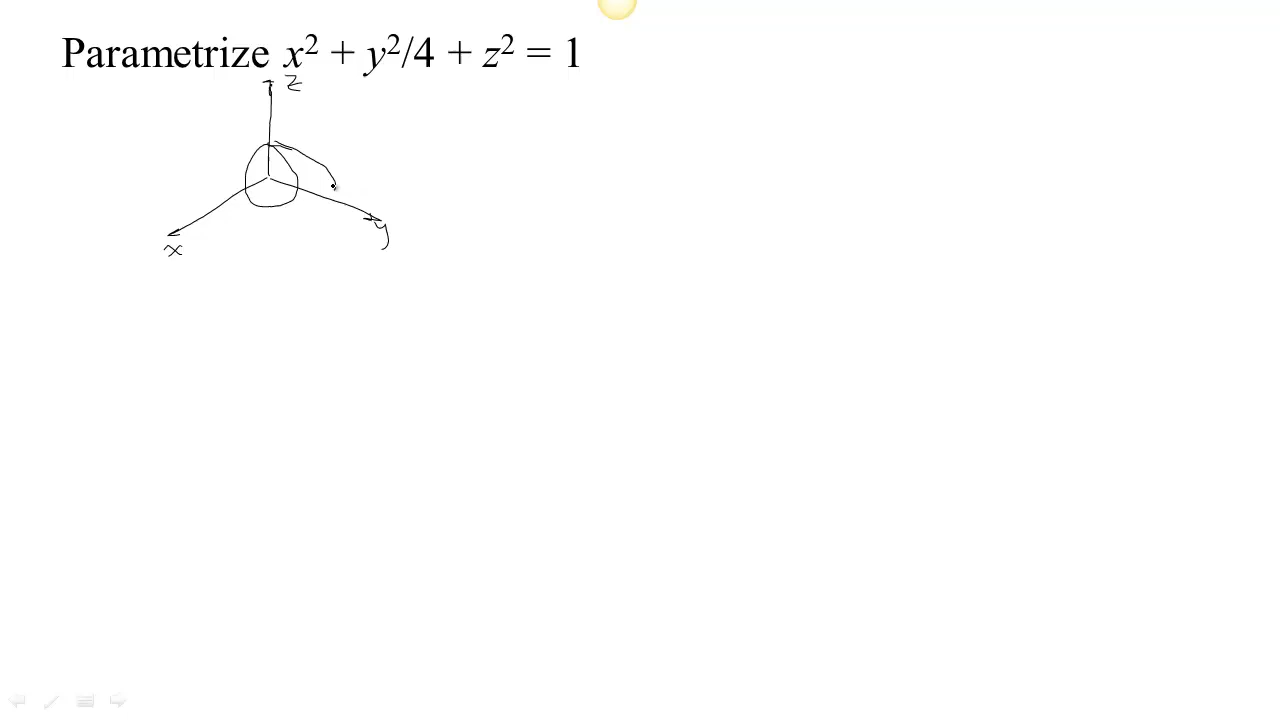 Parametrize x² + y²/4 + z² = 1
z
y
x